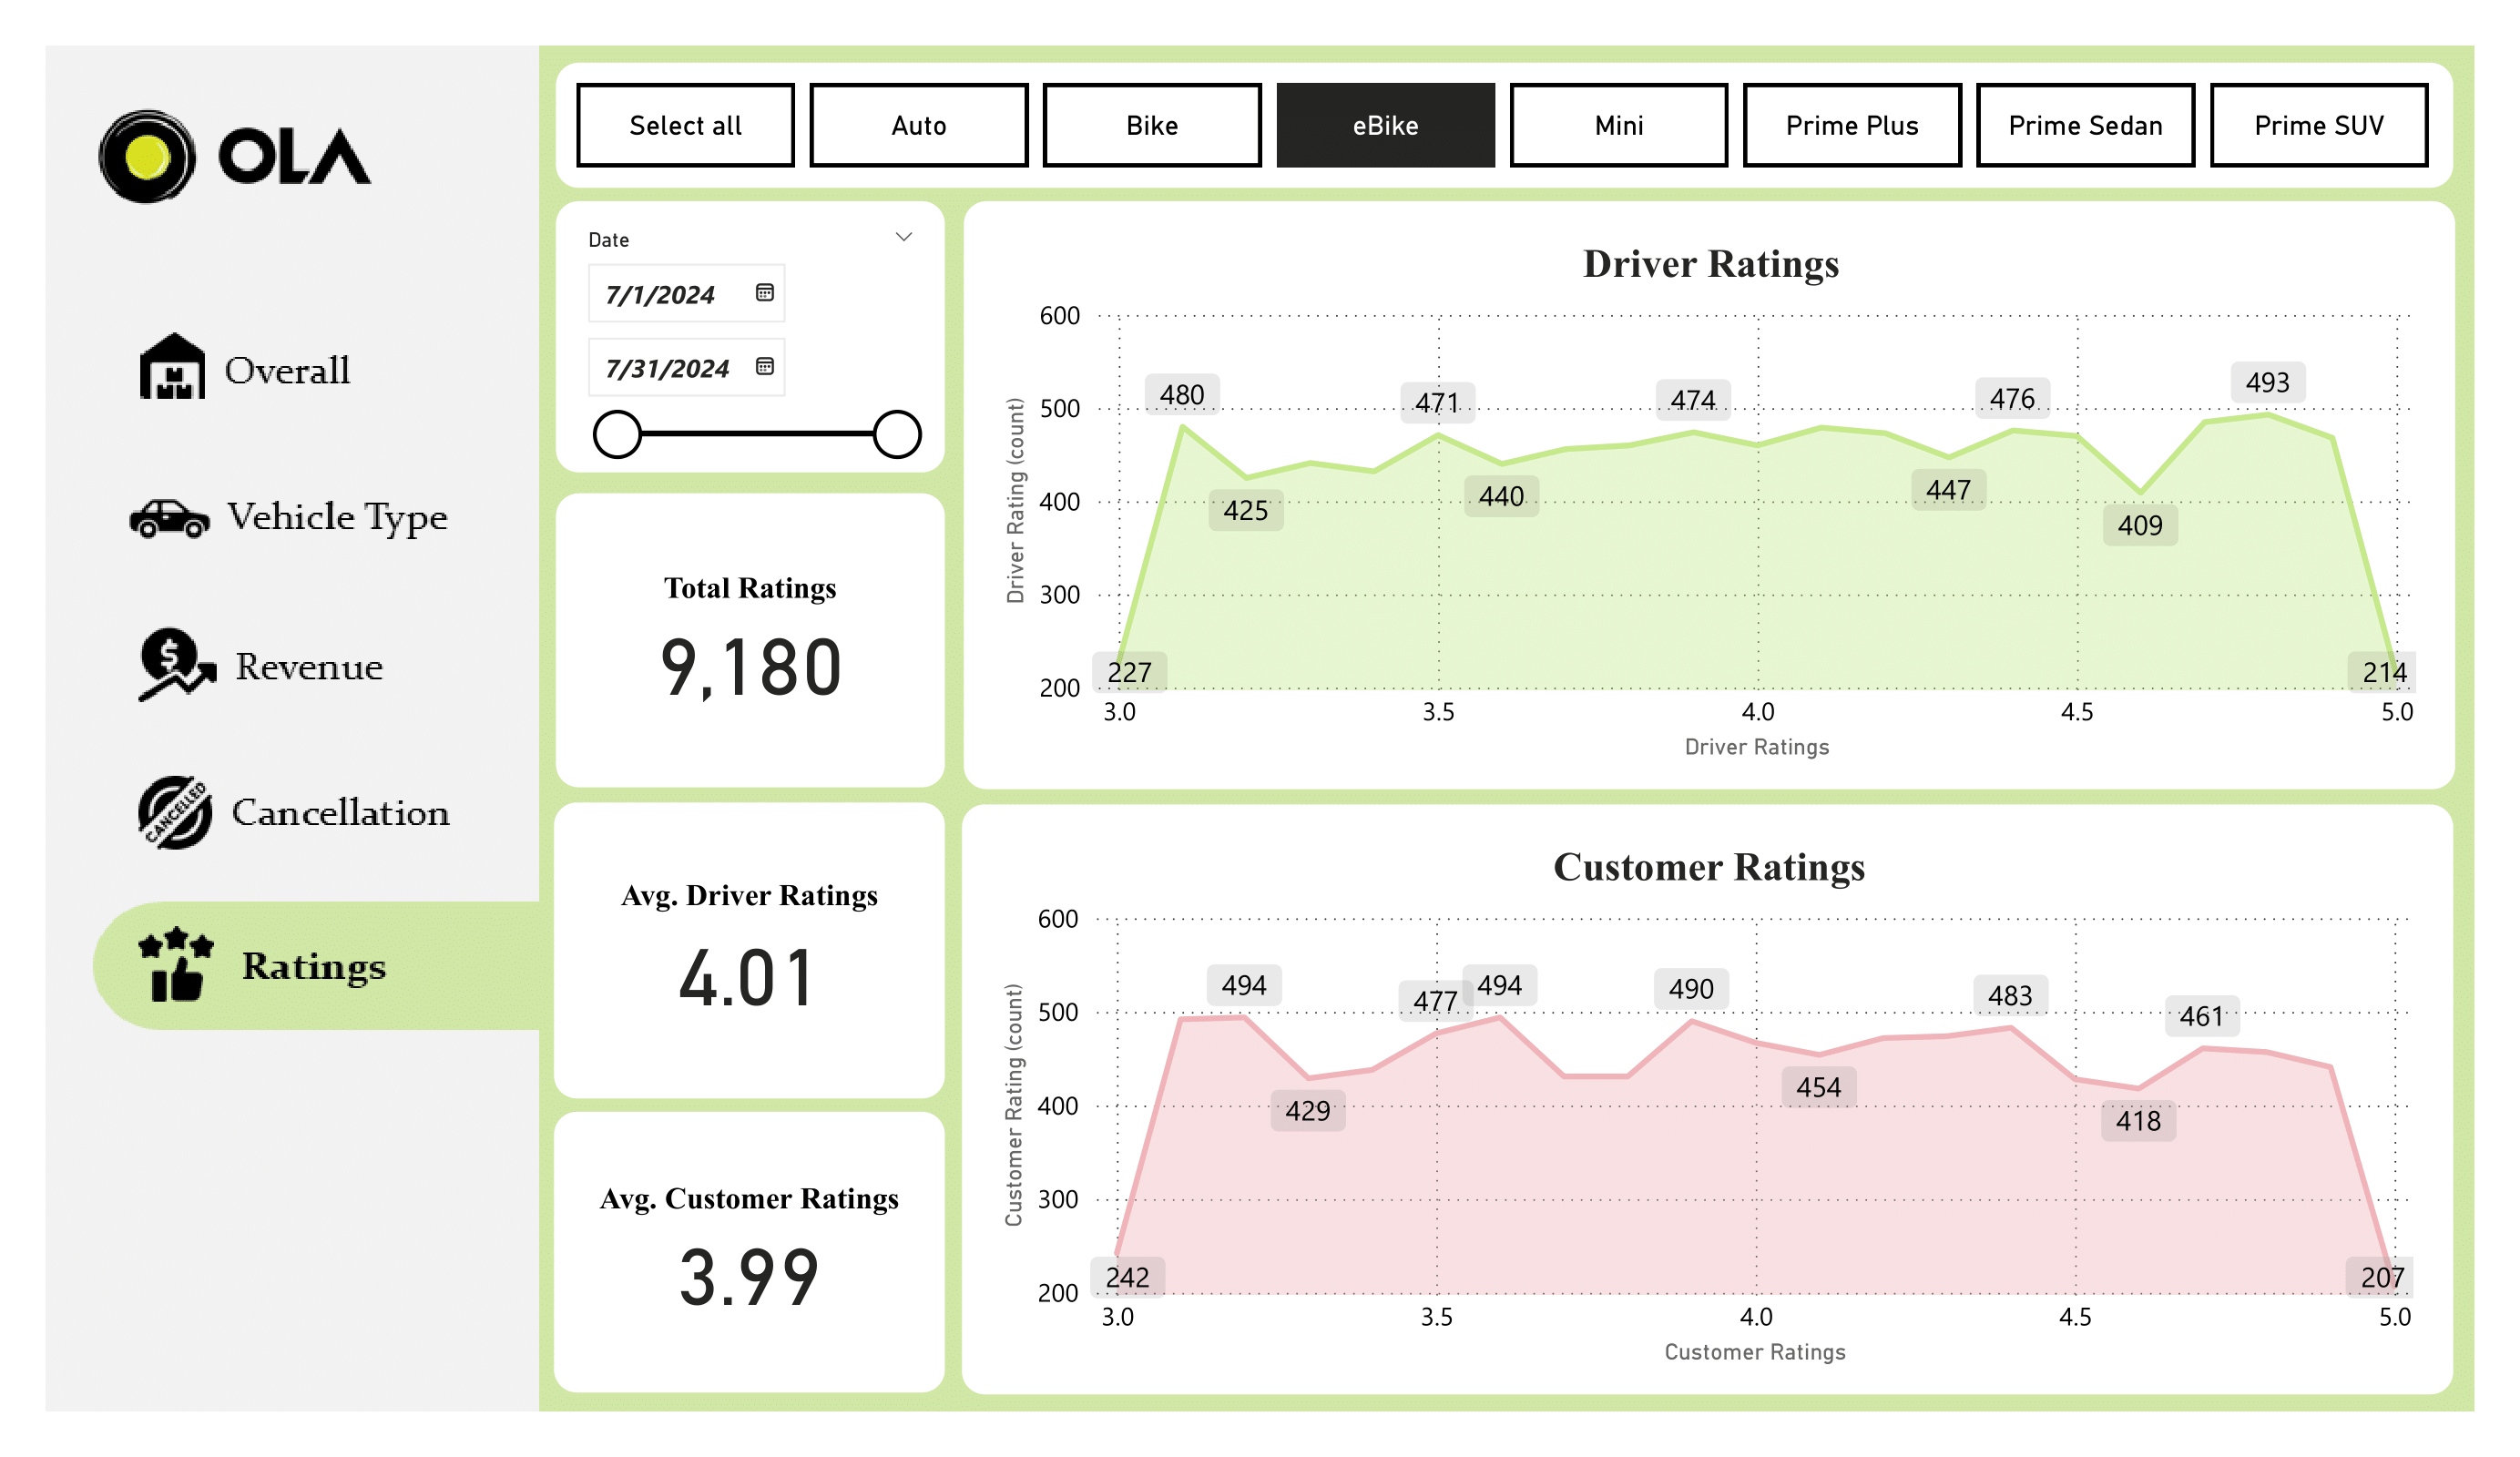 OLA
Overall
Vehicle Type
Revenue
CANCELLED
Cancellation
Ratings
Select all
Auto
Bike
eBike
Mini
Prime Plus
Prime Sedan
Prime SUV
Date
7/1/2024
7/31/2024
Total Ratings
9,180
Avg. Driver Ratings
4.01
Avg. Customer Ratings
3.99
Driver Ratings
Driver Rating (count)
600
500
400
300
200
227
480
425
471
440
474
447
476
409
493
214
3.0
3.5
4.0
4.5
5.0
Driver Ratings
Customer Ratings
Customer Rating (count)
600
500
400
300
200
242
494
429
477
494
490
454
483
418
461
207
3.0
3.5
4.0
4.5
5.0
Customer Ratings